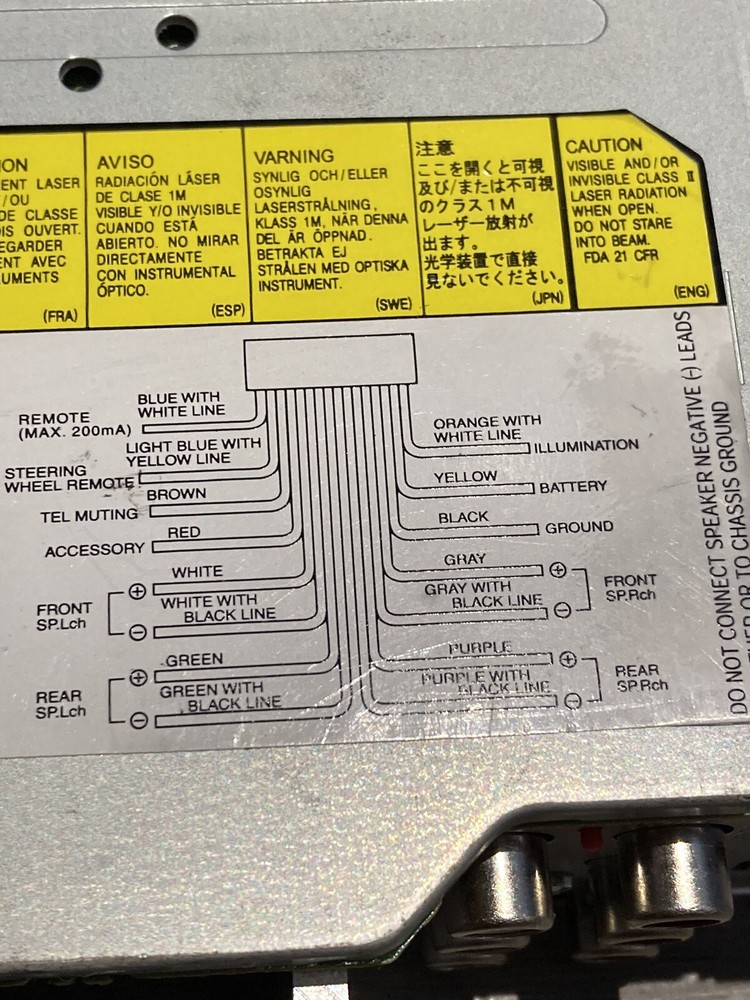 ION
ENT LASER
/OU
DE CLASSE
IS OUVERT.
EGARDER
ENT AVEC
UMENTS
(FRA)
AVISO
RADIACIÓN LÁSER
DE CLASE 1M
VISIBLE Y/O INVISIBLE
CUANDO ESTÁ
ABIERTO. NO MIRAR
DIRECTAMENTE
CON INSTRUMENTAL
ÓPTICO.
(ESP)
VARNING
SYNLIG OCH/ELLER
OSYNLIG
LASERSTRÅLNING,
KLASS 1M, NÄR DENNA
DEL ÄR ÖPPNAD.
BETRAKTA EJ
STRÅLEN MED OPTISKA
INSTRUMENT.
(SWE)
注意
ここを開くと可視
及び/または不可視
のクラス1M
レーザー放射が
出ます。
光学装置で直接
見ないでください。
(JPN)
CAUTION
VISIBLE AND/OR
INVISIBLE CLASS II
LASER RADIATION
WHEN OPEN.
DO NOT STARE
INTO BEAM.
FDA 21 CFR
(ENG)
BLUE WITH
WHITE LINE
REMOTE
(MAX. 200mA)
LIGHT BLUE WITH
YELLOW LINE
STEERING
WHEEL REMOTE
BROWN
TEL MUTING
RED
ACCESSORY
WHITE
⊕
WHITE WITH
BLACK LINE
⊖
FRONT
SP.Lch
GREEN
⊕
GREEN WITH
BLACK LINE
⊖
REAR
SP.Lch
ORANGE WITH
WHITE LINE
ILLUMINATION
YELLOW
BATTERY
BLACK
GROUND
GRAY
⊕
GRAY WITH
BLACK LINE
⊖
FRONT
SP.Rch
PURPLE
⊕
PURPLE WITH
BLACK LINE
⊖
REAR
SP.Rch
DO NOT CONNECT SPEAKER NEGATIVE (-) LEADS
OR TO CHASSIS GROUND